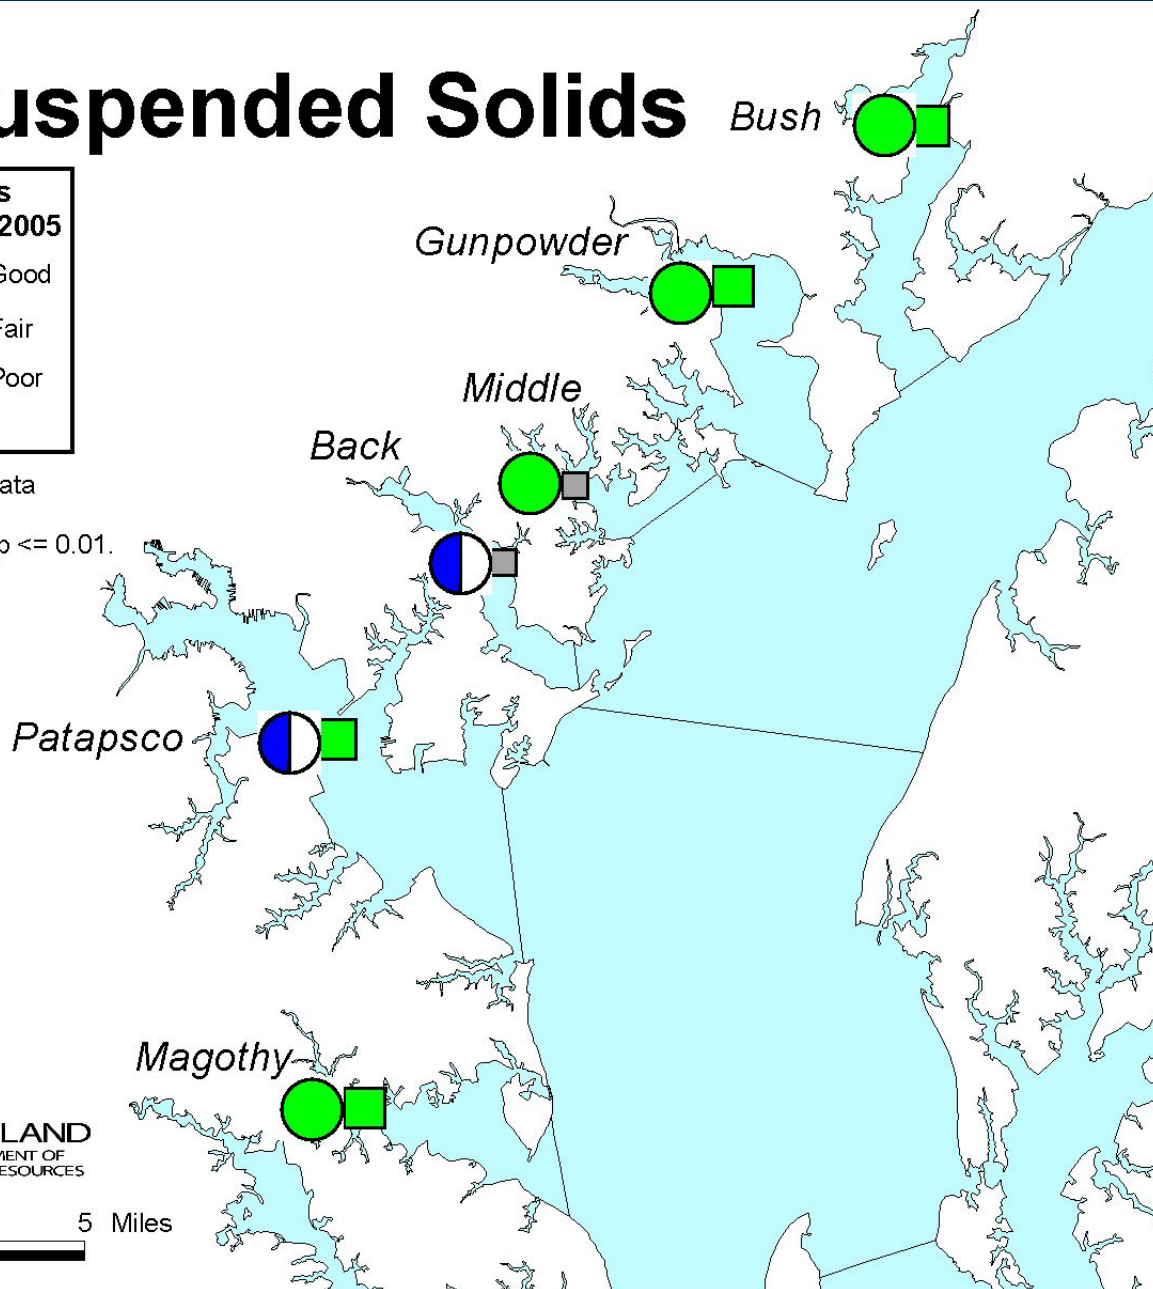 uspended Solids
s
2005
Good
Fair
Poor
ata
p <= 0.01.
Bush
Gunpowder
Middle
Back
Patapsco
Magothy
LAND
MENT OF
ESOURCES
5 Miles